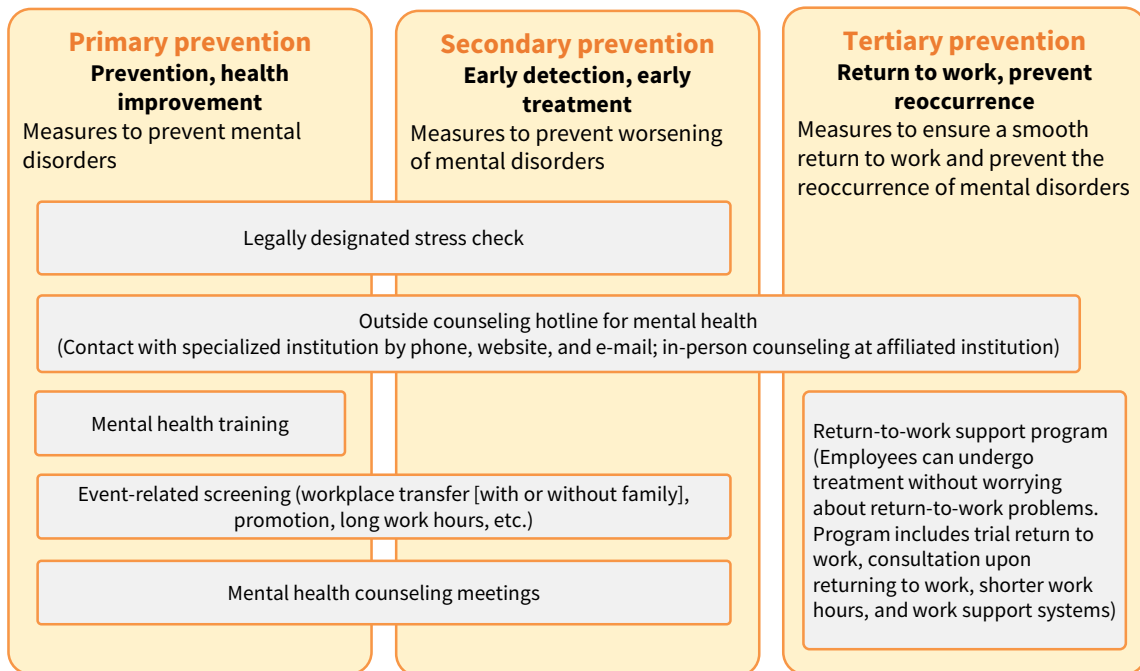 Primary prevention
Prevention, health
improvement
Measures to prevent mental
disorders
Secondary prevention
Early detection, early
treatment
Measures to prevent worsening
of mental disorders
Tertiary prevention
Return to work, prevent
reoccurrence
Measures to ensure a smooth
return to work and prevent the
reoccurrence of mental disorders
Legally designated stress check
Outside counseling hotline for mental health
(Contact with specialized institution by phone, website, and e-mail; in-person counseling at affiliated institution)
Mental health training
Event-related screening (workplace transfer [with or without family],
promotion, long work hours, etc.)
Mental health counseling meetings
Return-to-work support program
(Employees can undergo
treatment without worrying
about return-to-work problems.
Program includes trial return to
work, consultation upon
returning to work, shorter work
hours, and work support systems)